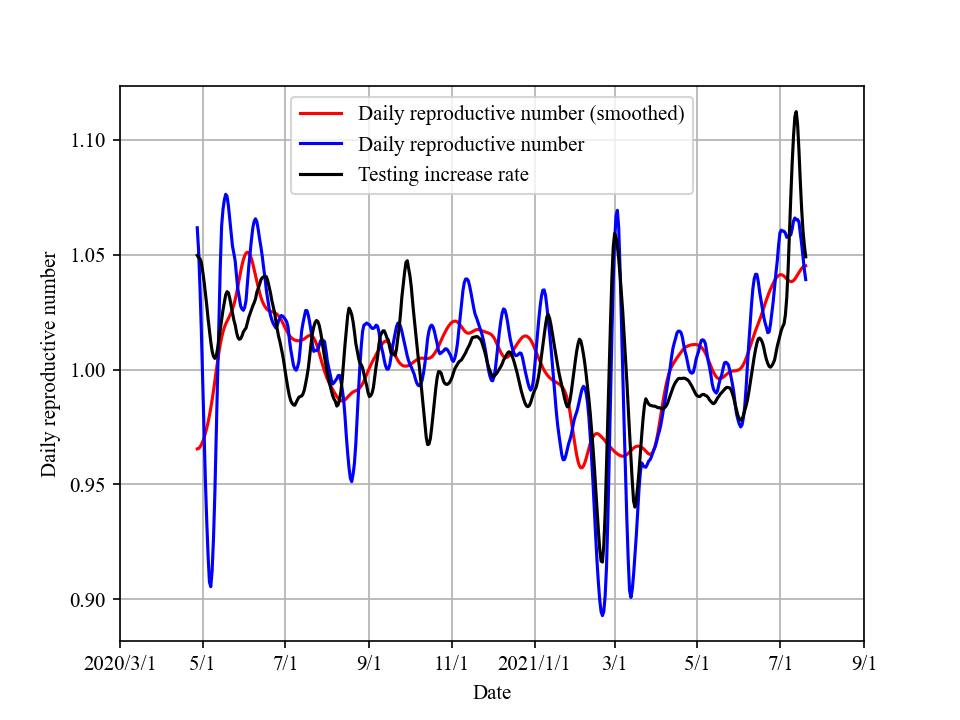 Daily reproductive number (smoothed)
Daily reproductive number
Testing increase rate
Daily reproductive number
1.10
1.05
1.00
0.95
0.90
2020/3/1 5/1 7/1 9/1 11/1 2021/1/1 3/1 5/1 7/1 9/1
Date